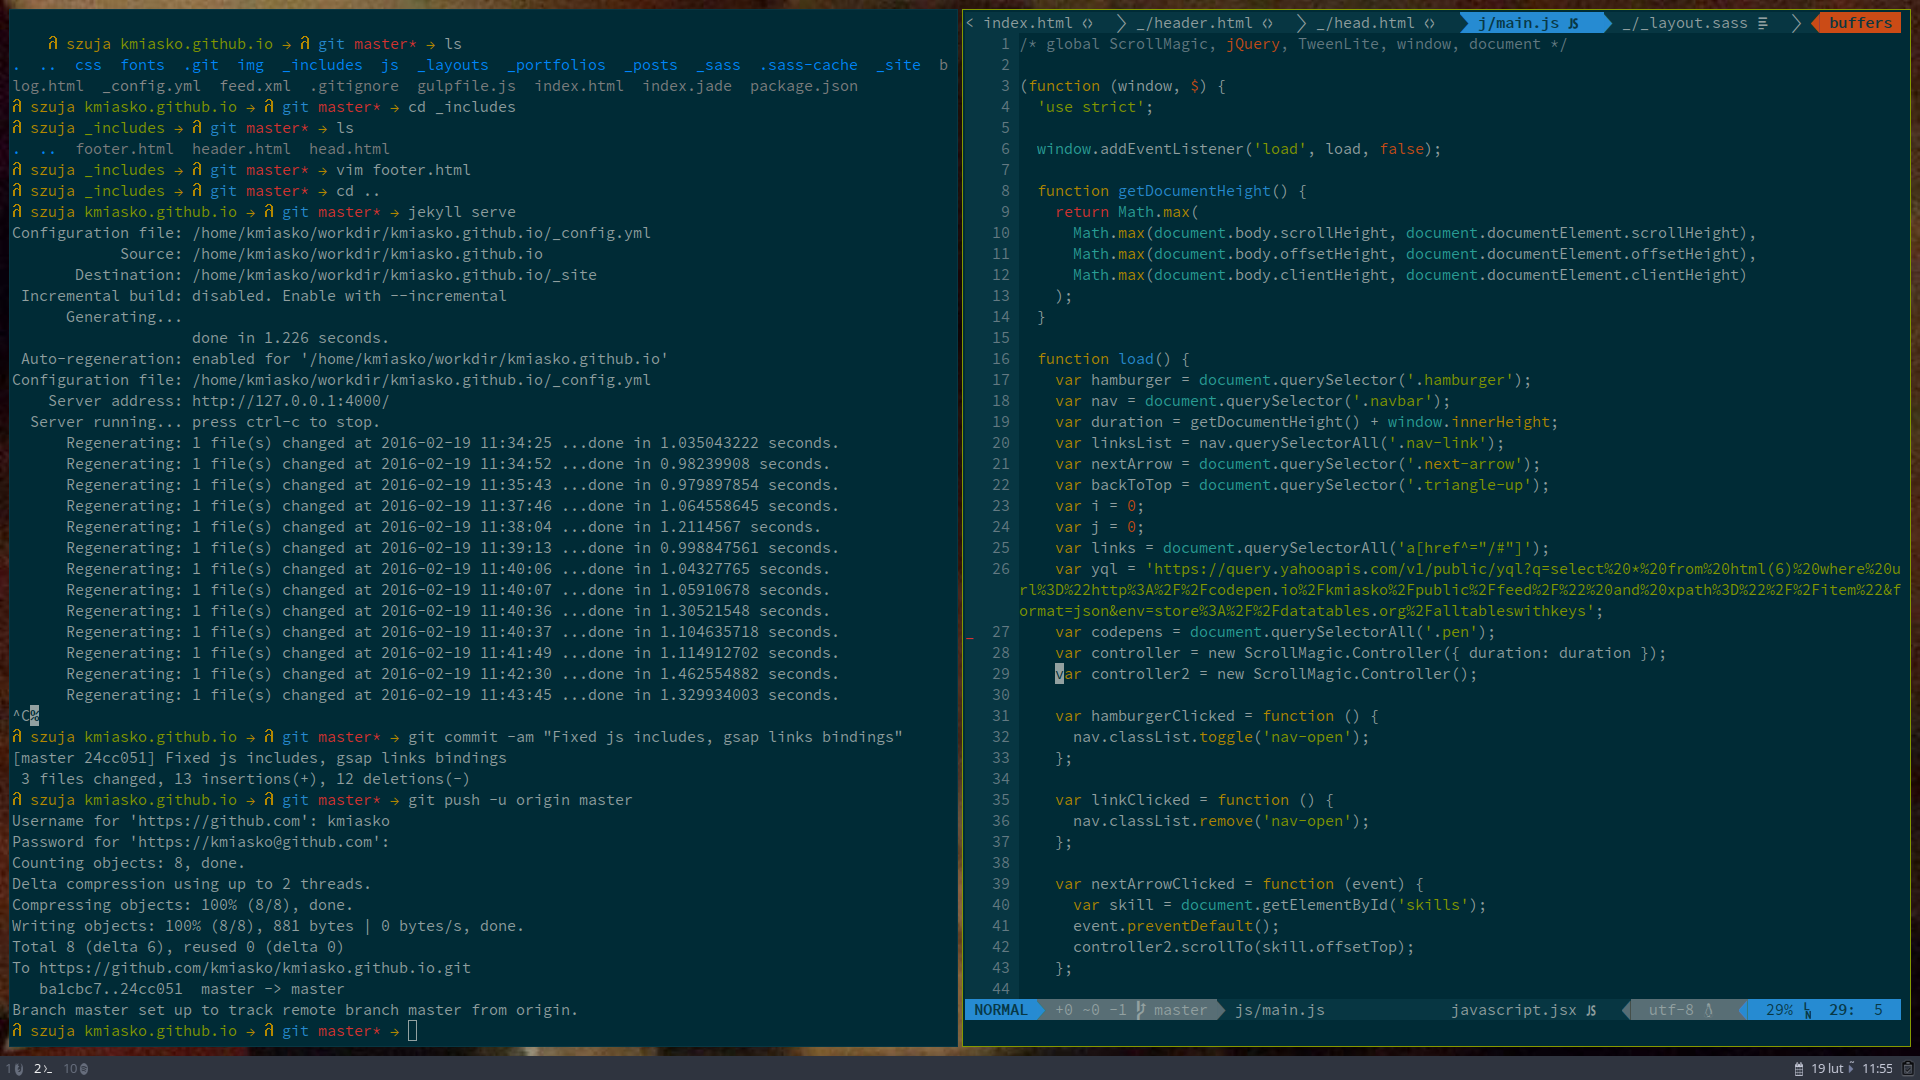 szuja kmiasko.github.io → git master* → ls
. .. css fonts .git img _includes js _layouts _portfolios _posts _sass .sass-cache _site b
log.html _config.yml feed.xml .gitignore gulpfile.js index.html index.jade package.json
szuja kmiasko.github.io → git master* → cd _includes
szuja _includes → git master* → ls
. .. footer.html header.html head.html
szuja _includes → git master* → vim footer.html
szuja _includes → git master* → cd ..
szuja kmiasko.github.io → git master* → jekyll serve
Configuration file: /home/kmiasko/workdir/kmiasko.github.io/_config.yml
Source: /home/kmiasko/workdir/kmiasko.github.io
Destination: /home/kmiasko/workdir/kmiasko.github.io/_site
Incremental build: disabled. Enable with --incremental
Generating...
done in 1.226 seconds.
Auto-regeneration: enabled for '/home/kmiasko/workdir/kmiasko.github.io'
Configuration file: /home/kmiasko/workdir/kmiasko.github.io/_config.yml
Server address: http://127.0.0.1:4000/
Server running... press ctrl-c to stop.
Regenerating: 1 file(s) changed at 2016-02-19 11:34:25 ...done in 1.035043222 seconds.
Regenerating: 1 file(s) changed at 2016-02-19 11:34:52 ...done in 0.98239908 seconds.
Regenerating: 1 file(s) changed at 2016-02-19 11:35:43 ...done in 0.979897854 seconds.
Regenerating: 1 file(s) changed at 2016-02-19 11:37:46 ...done in 1.064558645 seconds.
Regenerating: 1 file(s) changed at 2016-02-19 11:38:04 ...done in 1.2114567 seconds.
Regenerating: 1 file(s) changed at 2016-02-19 11:39:13 ...done in 0.998847561 seconds.
Regenerating: 1 file(s) changed at 2016-02-19 11:40:06 ...done in 1.04327765 seconds.
Regenerating: 1 file(s) changed at 2016-02-19 11:40:07 ...done in 1.05910678 seconds.
Regenerating: 1 file(s) changed at 2016-02-19 11:40:36 ...done in 1.30521548 seconds.
Regenerating: 1 file(s) changed at 2016-02-19 11:40:37 ...done in 1.104635718 seconds.
Regenerating: 1 file(s) changed at 2016-02-19 11:41:49 ...done in 1.114912702 seconds.
Regenerating: 1 file(s) changed at 2016-02-19 11:42:30 ...done in 1.462554882 seconds.
Regenerating: 1 file(s) changed at 2016-02-19 11:43:45 ...done in 1.329934003 seconds.
^C%
szuja kmiasko.github.io → git master* → git commit -am "Fixed js includes, gsap links bindings"
[master 24cc051] Fixed js includes, gsap links bindings
3 files changed, 13 insertions(+), 12 deletions(-)
szuja kmiasko.github.io → git master* → git push -u origin master
Username for 'https://github.com': kmiasko
Password for 'https://kmiasko@github.com':
Counting objects: 8, done.
Delta compression using up to 2 threads.
Compressing objects: 100% (8/8), done.
Writing objects: 100% (8/8), 881 bytes | 0 bytes/s, done.
Total 8 (delta 6), reused 0 (delta 0)
To https://github.com/kmiasko/kmiasko.github.io.git
ba1cbc7..24cc051 master -> master
Branch master set up to track remote branch master from origin.
szuja kmiasko.github.io → git master* →
< index.html <> _/header.html <> _/head.html <> j/main.js JS _/_layout.sass buffers
1 /* global ScrollMagic, jQuery, TweenLite, window, document */
2
3 (function (window, $) {
4 'use strict';
5
6 window.addEventListener('load', load, false);
7
8 function getDocumentHeight() {
9 return Math.max(
10 Math.max(document.body.scrollHeight, document.documentElement.scrollHeight),
11 Math.max(document.body.offsetHeight, document.documentElement.offsetHeight),
12 Math.max(document.body.clientHeight, document.documentElement.clientHeight)
13 );
14 }
15
16 function load() {
17 var hamburger = document.querySelector('.hamburger');
18 var nav = document.querySelector('.navbar');
19 var duration = getDocumentHeight() + window.innerHeight;
20 var linksList = nav.querySelectorAll('.nav-link');
21 var nextArrow = document.querySelector('.next-arrow');
22 var backToTop = document.querySelector('.triangle-up');
23 var i = 0;
24 var j = 0;
25 var links = document.querySelectorAll('a[href^="/#"]');
26 var yql = 'https://query.yahooapis.com/v1/public/yql?q=select%20*%20from%20html(6)%20where%20u
rl%3D%22http%3A%2F%2Fcodepen.io%2Fkmiasko%2Fpublic%2Ffeed%2F%22%20and%20xpath%3D%22%2F%2Fitem%22&f
ormat=json&env=store%3A%2F%2Fdatatables.org%2Falltableswithkeys';
27 var codepens = document.querySelectorAll('.pen');
28 var controller = new ScrollMagic.Controller({ duration: duration });
29 var controller2 = new ScrollMagic.Controller();
30
31 var hamburgerClicked = function () {
32 nav.classList.toggle('nav-open');
33 };
34
35 var linkClicked = function () {
36 nav.classList.remove('nav-open');
37 };
38
39 var nextArrowClicked = function (event) {
40 var skill = document.getElementById('skills');
41 event.preventDefault();
42 controller2.scrollTo(skill.offsetTop);
43 };
44
NORMAL +0 ~0 -1 master js/main.js javascript.jsx JS utf-8 29% LN 29: 5
1 2 10 19 lut 11:55